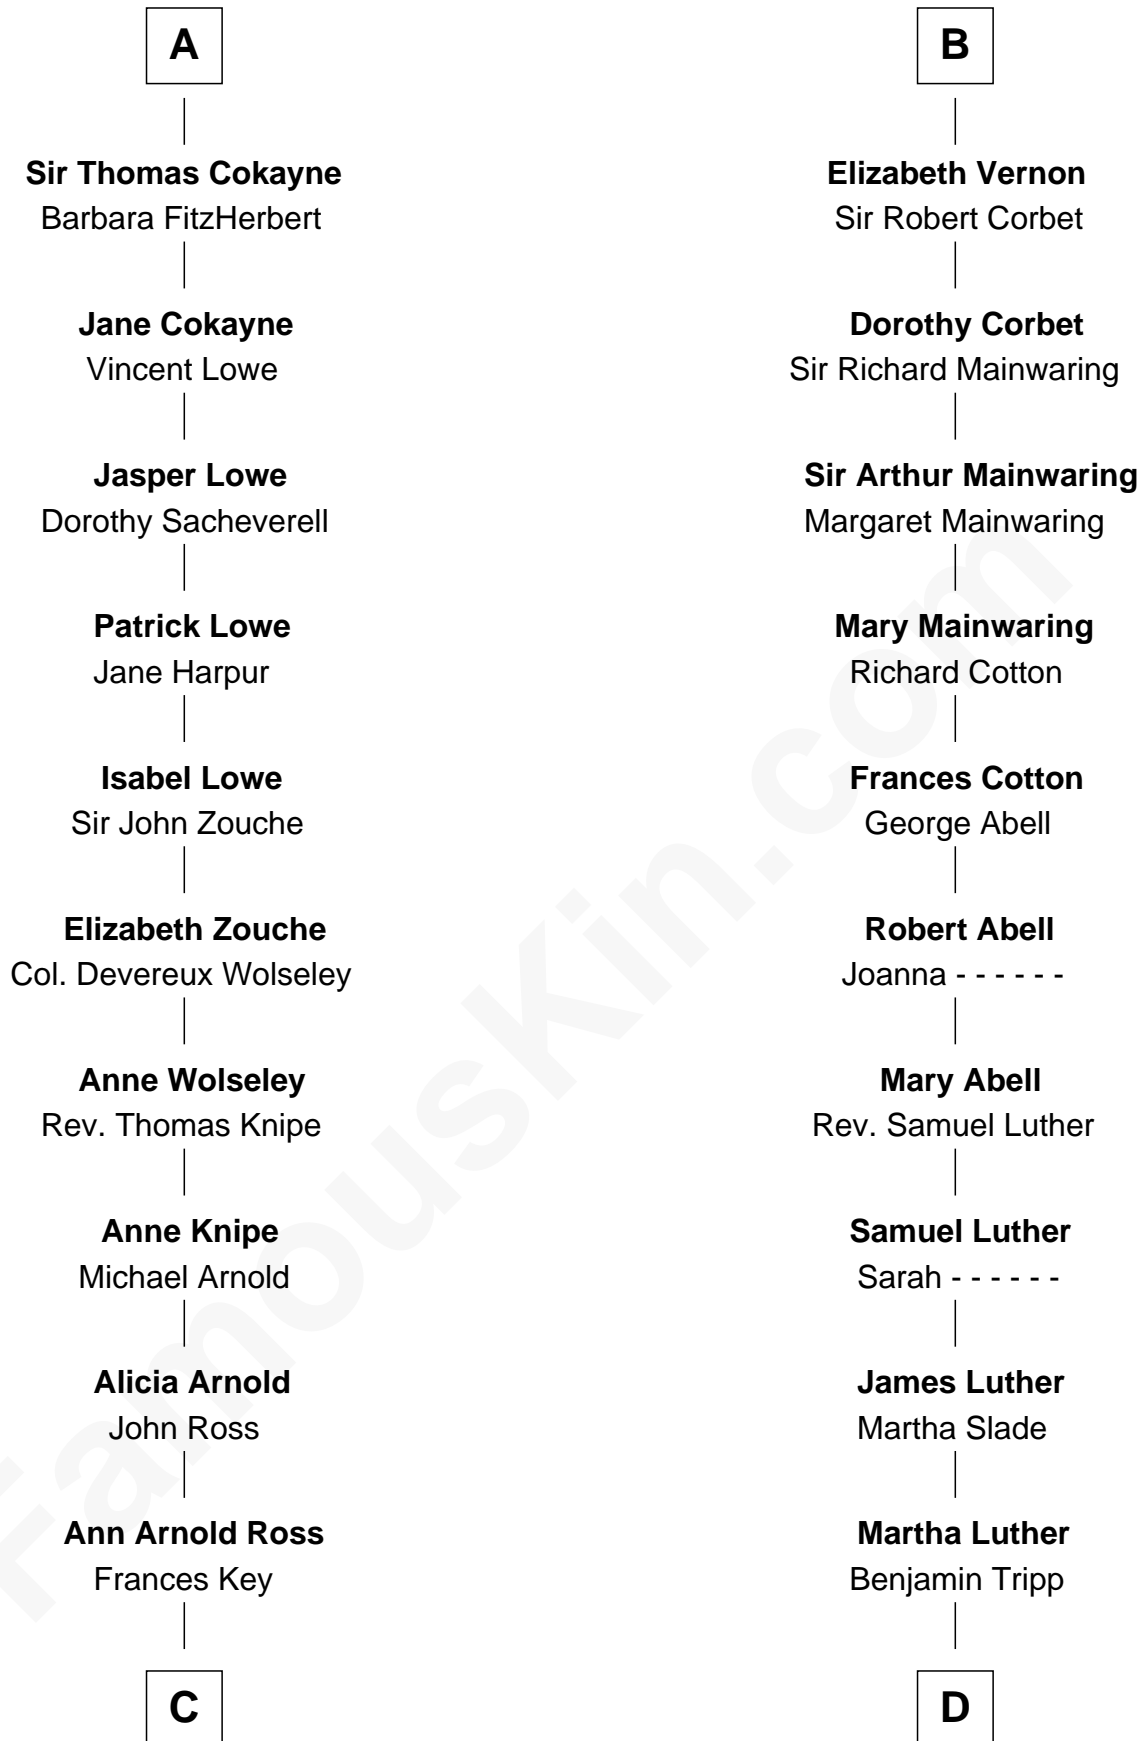 A
Sir Thomas Cokayne
Barbara FitzHerbert
Jane Cokayne
Vincent Lowe
Jasper Lowe
Dorothy Sacheverell
Patrick Lowe
Jane Harpur
Isabel Lowe
Sir John Zouche
Elizabeth Zouche
Col. Devereux Wolseley
Anne Wolseley
Rev. Thomas Knipe
Anne Knipe
Michael Arnold
Alicia Arnold
John Ross
Ann Arnold Ross
Frances Key
C
B
Elizabeth Vernon
Sir Robert Corbet
Dorothy Corbet
Sir Richard Mainwaring
Sir Arthur Mainwaring
Margaret Mainwaring
Mary Mainwaring
Richard Cotton
Frances Cotton
George Abell
Robert Abell
Joanna - - - - - -
Mary Abell
Rev. Samuel Luther
Samuel Luther
Sarah - - - - - -
James Luther
Martha Slade
Martha Luther
Benjamin Tripp
D
FamousKin.com